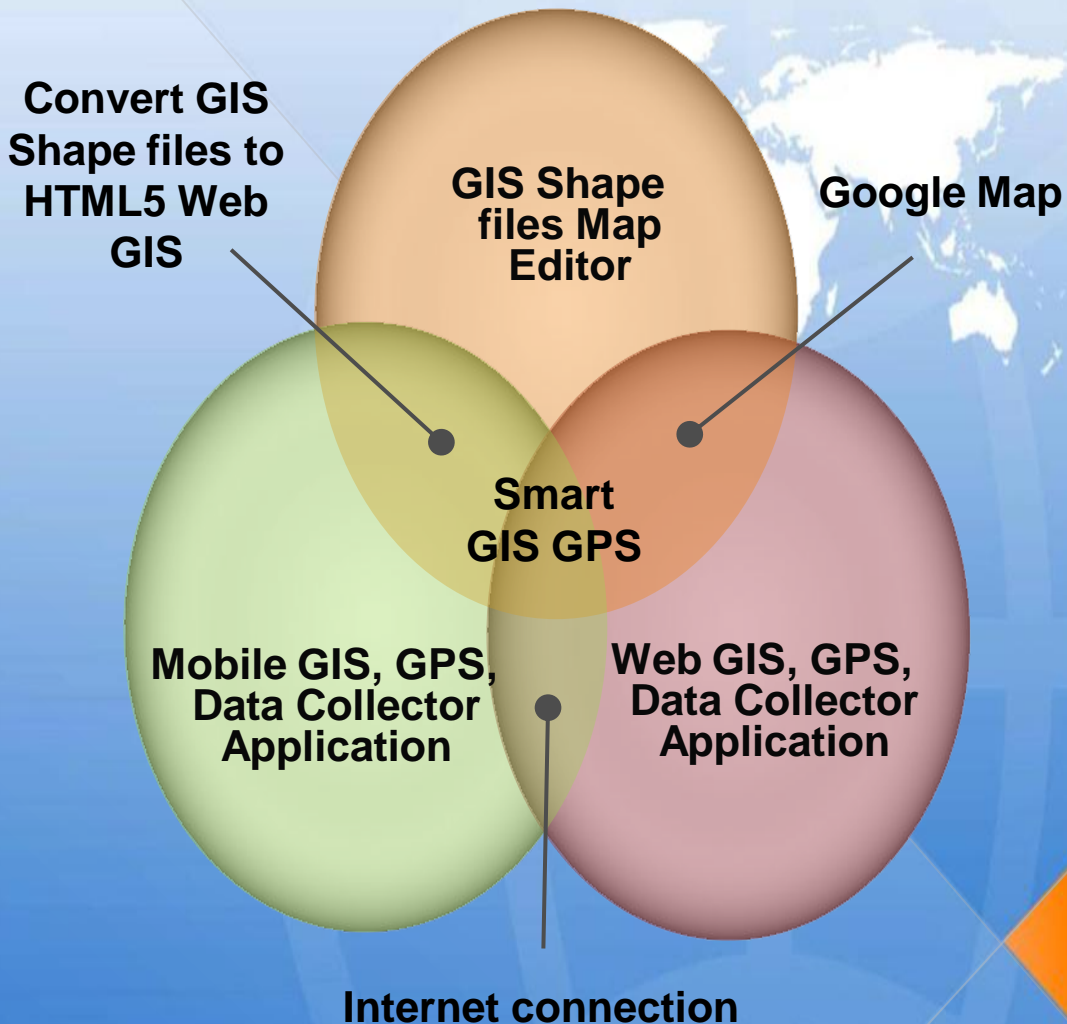 Convert GIS
Shape files to
HTML5 Web
GIS
GIS Shape
files Map
Editor
Google Map
Smart
GIS GPS
Mobile GIS, GPS,
Data Collector
Application
Web GIS, GPS,
Data Collector
Application
Internet connection